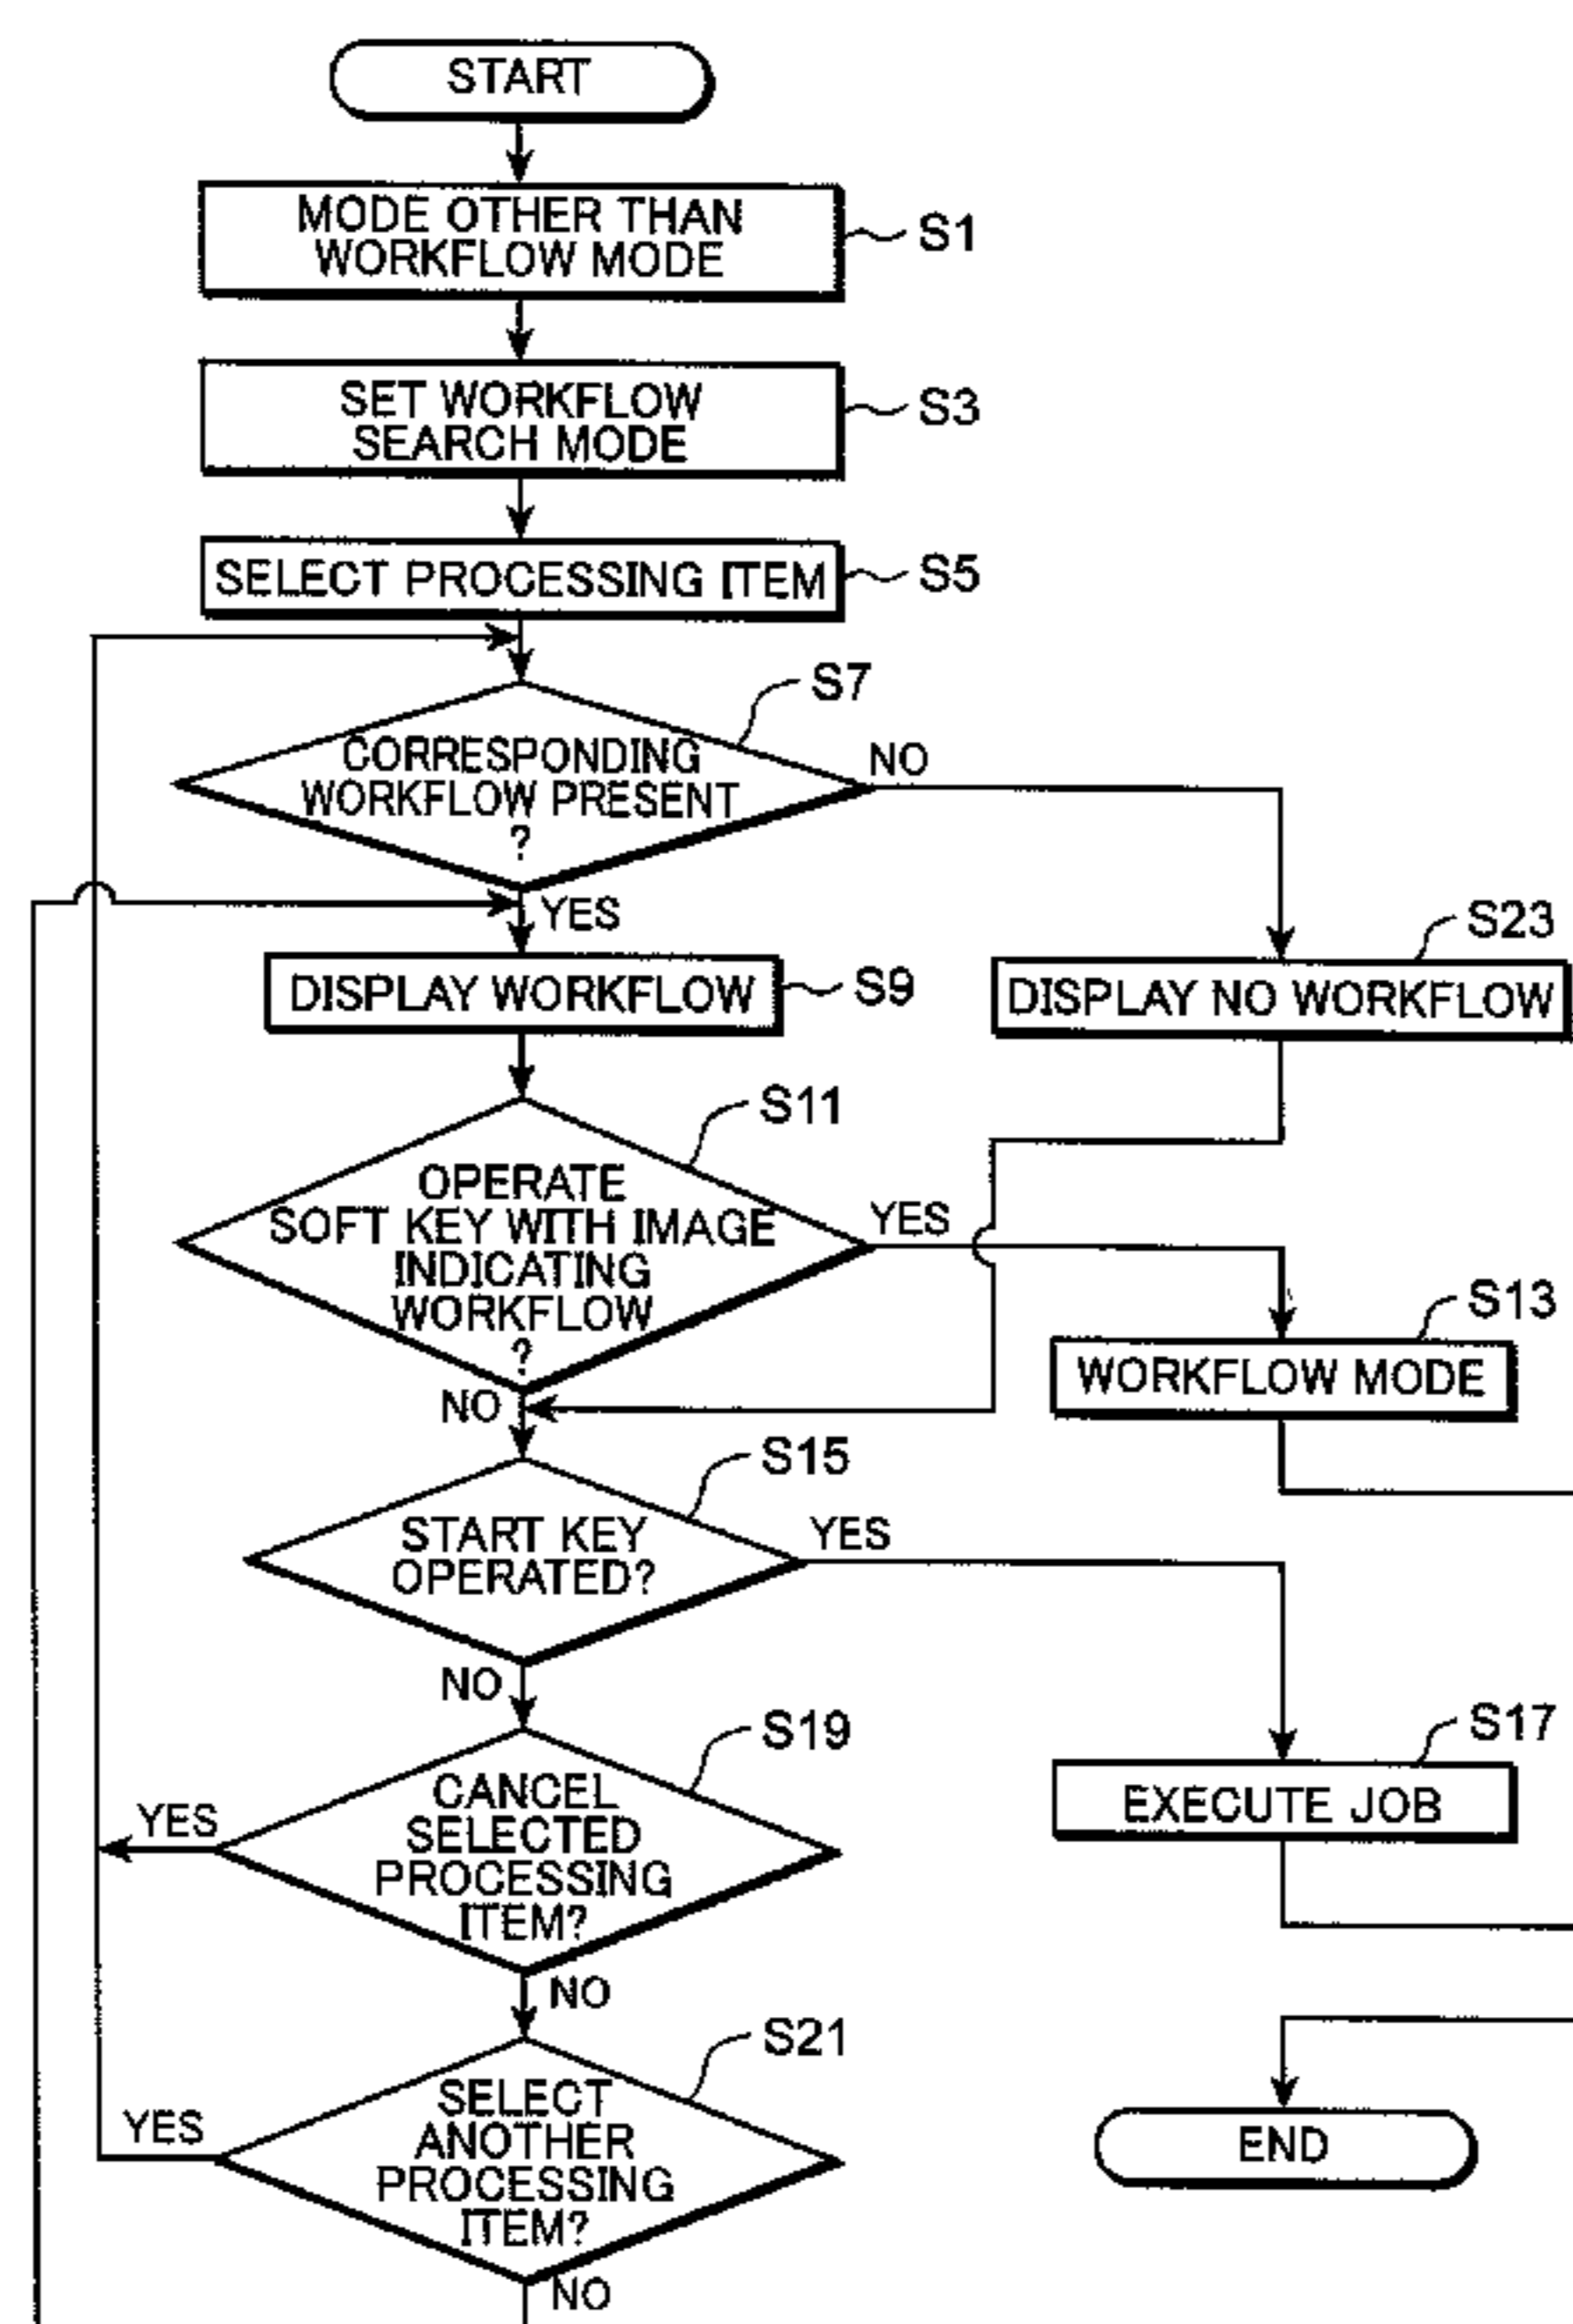 START
MODE OTHER THAN
WORKFLOW MODE
S1
SET WORKFLOW
SEARCH MODE
S3
SELECT PROCESSING ITEM
S5
S7
CORRESPONDING
WORKFLOW PRESENT
?
NO
YES
S23
DISPLAY WORKFLOW
S9
DISPLAY NO WORKFLOW
S11
OPERATE
SOFT KEY WITH IMAGE
INDICATING
WORKFLOW
?
YES
NO
S13
WORKFLOW MODE
S15
START KEY
OPERATED?
YES
NO
S17
EXECUTE JOB
S19
CANCEL
SELECTED
PROCESSING
ITEM?
YES
NO
S21
SELECT
ANOTHER
PROCESSING
ITEM?
YES
NO
END